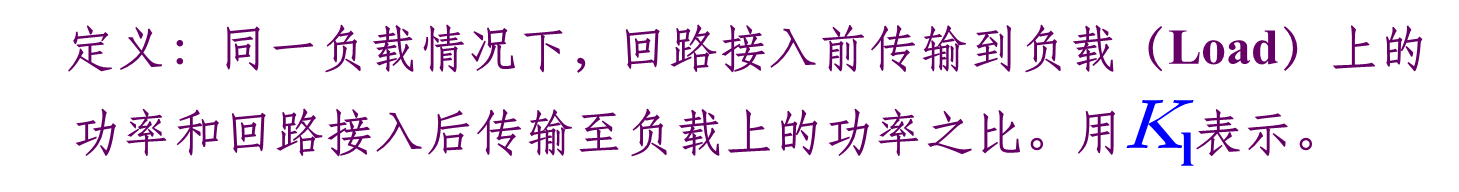 定义：同一负载情况下，回路接入前传输到负载（Load）上的
功率和回路接入后传输至负载上的功率之比。用Kl表示。